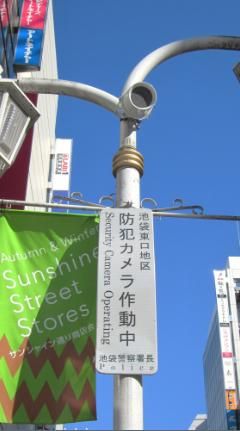 池袋東口地区
防犯カメラ作動中
Security Camera Operating
池袋警察署長
Police
Autumn & Winter
Sunshine
Street
Stores
サンシャイン通り商店会